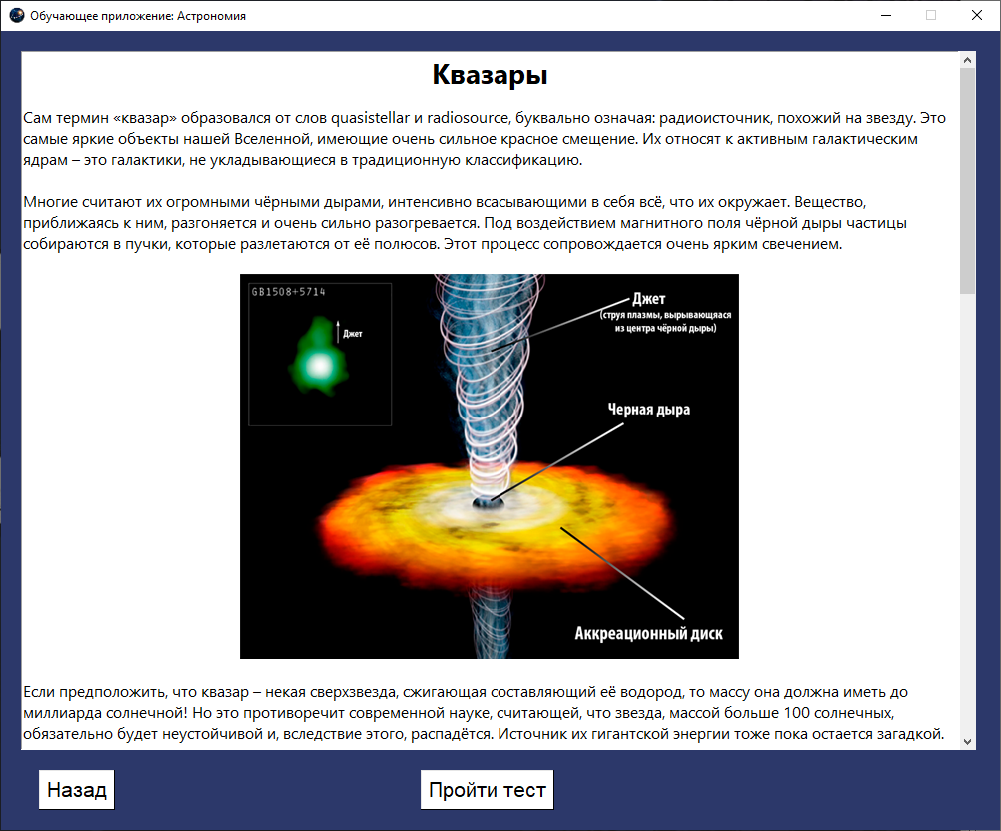 Обучающее приложение: Астрономия
Квазары
Сам термин «квазар» образовался от слов quasistellar и radiosource, буквально означая: радиоисточник, похожий на звезду. Это
самые яркие объекты нашей Вселенной, имеющие очень сильное красное смещение. Их относят к активным галактическим
ядрам – это галактики, не укладывающиеся в традиционную классификацию.
Многие считают их огромными чёрными дырами, интенсивно всасывающими в себя всё, что их окружает. Вещество,
приближаясь к ним, разгоняется и очень сильно разогревается. Под воздействием магнитного поля чёрной дыры частицы
собираются в пучки, которые разлетаются от её полюсов. Этот процесс сопровождается очень ярким свечением.
GB1508+5714
Джет
Джет
(струя плазмы, вырывающаяся
из центра чёрной дыры)
Черная дыра
Аккреационный диск
Если предположить, что квазар – некая сверхзвезда, сжигающая составляющий её водород, то массу она должна иметь до
миллиарда солнечной! Но это противоречит современной науке, считающей, что звезда, массой больше 100 солнечных,
обязательно будет неустойчивой и, вследствие этого, распадётся. Источник их гигантской энергии тоже пока остается загадкой.
Назад
Пройти тест